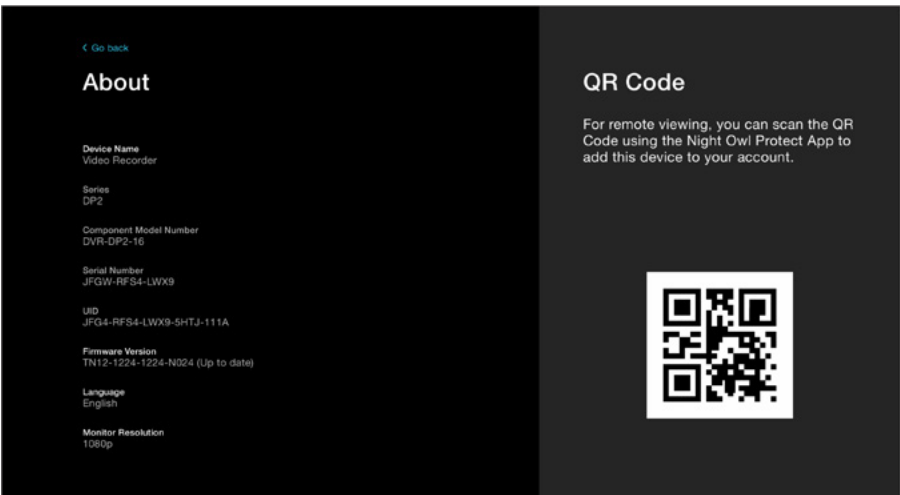 < Go back
About
Device Name
Video Recorder
Series
DP2
Component Model Number
DVR-DP2-16
Serial Number
JFGW-RFS4-LWX9
UID
JFG4-RFS4-LWX9-5HTJ-111A
Firmware Version
TN12-1224-1224-N024 (Up to date)
Language
English
Monitor Resolution
1080p
QR Code
For remote viewing, you can scan the QR
Code using the Night Owl Protect App to
add this device to your account.